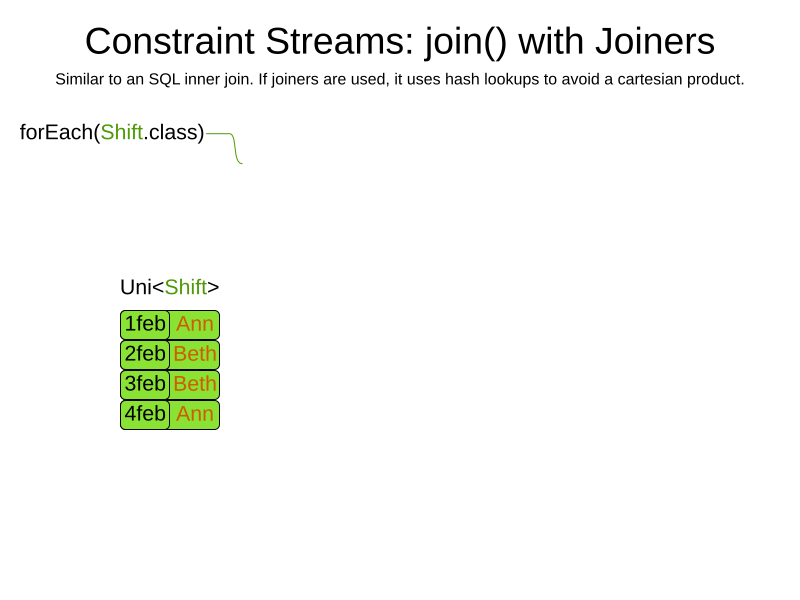 Constraint Streams: join() with Joiners
Similar to an SQL inner join. If joiners are used, it uses hash lookups to avoid a cartesian product.
forEach(Shift.class)
Uni<Shift>
1feb Ann
2feb Beth
3feb Beth
4feb Ann